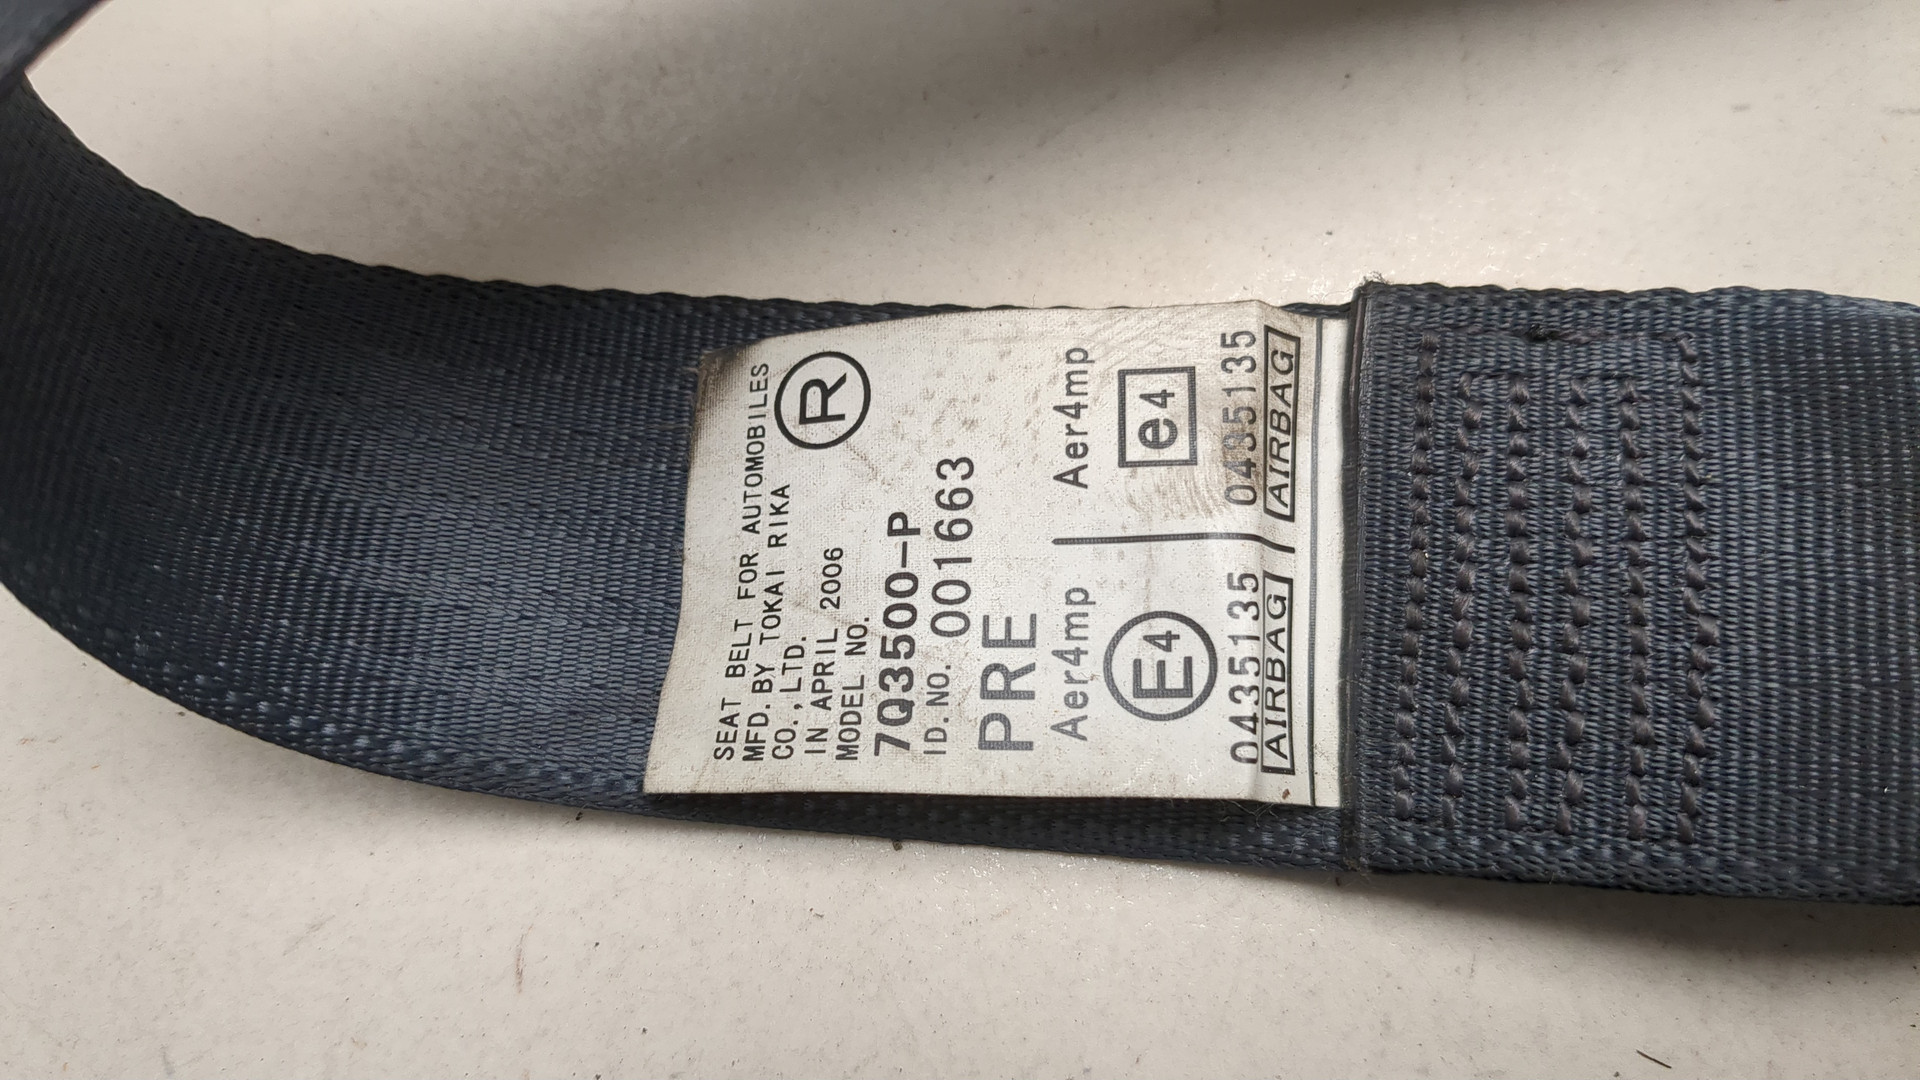 SEAT BELT FOR AUTOMOBILES
MFD. BY TOKAI RIKA
CO., LTD.
IN APRIL 2006
MODEL NO.
R
7Q3500-P
ID. NO. 001663
PRE
Aer4mp
E4
0435135
AIRBAG
Aer4mp
e4
0435135
AIRBAG